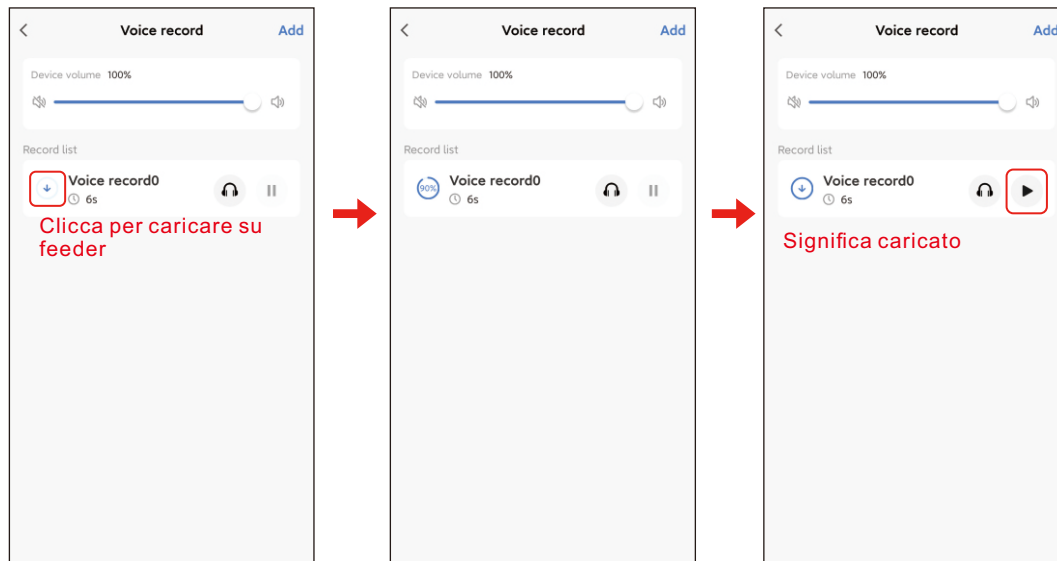 Voice record Add
Device volume 100%
Record list
Voice record0
6s
Clicca per caricare su
feeder
Voice record Add
Device volume 100%
Record list
90%
Voice record0
6s
Voice record Add
Device volume 100%
Record list
Voice record0
6s
Significa caricato